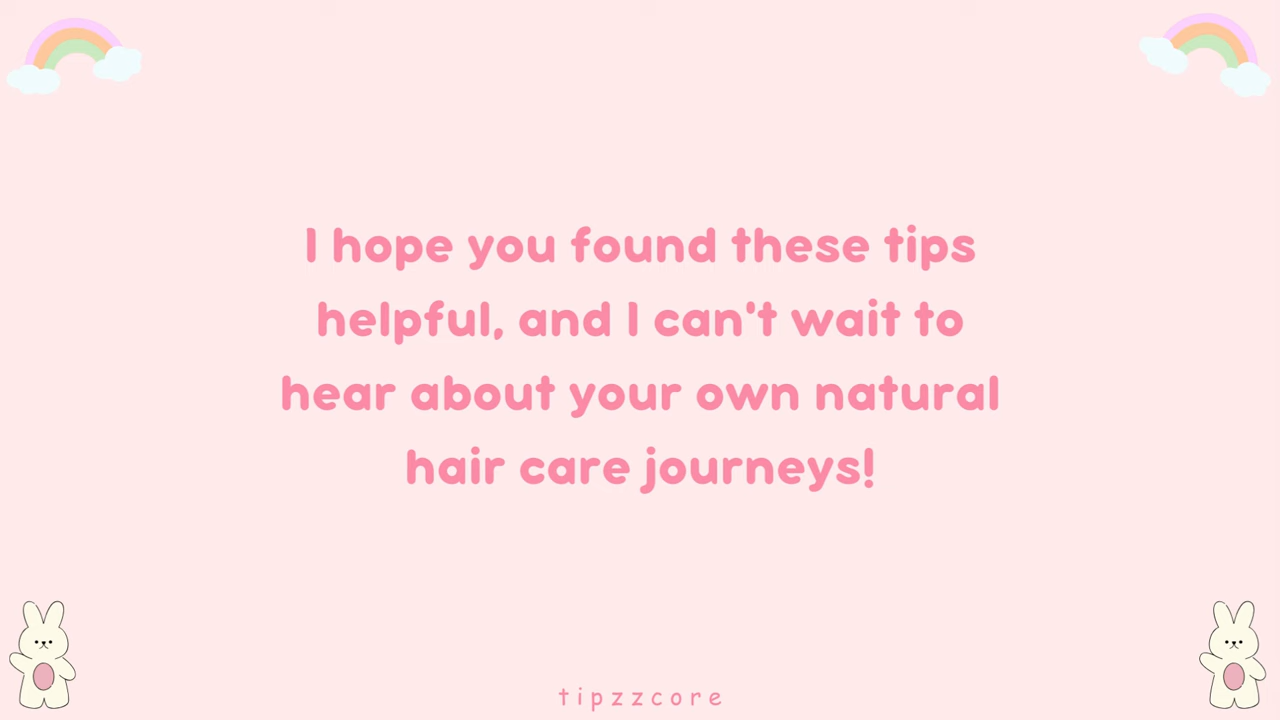 I hope you found these tips
helpful, and I can't wait to
hear about your own natural
hair care journeys!
tipzzcore